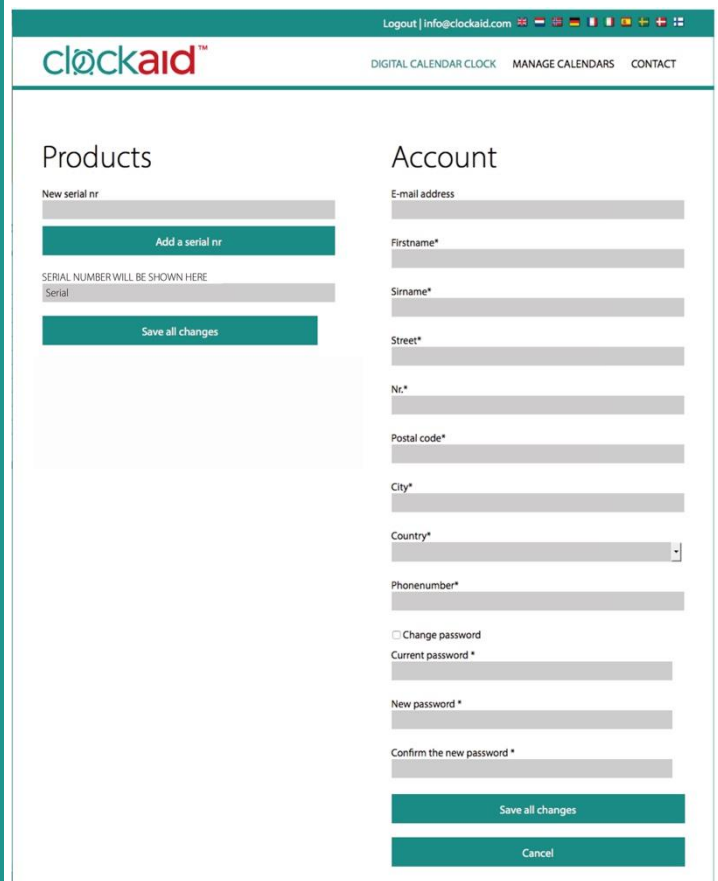 Logout | info@clockaid.com
clockaid™
DIGITAL CALENDAR CLOCK MANAGE CALENDARS CONTACT
Products
New serial nr
Add a serial nr
SERIAL NUMBER WILL BE SHOWN HERE
Serial
Save all changes
Account
E-mail address
Firstname*
Sirname*
Street*
Nr.*
Postal code*
City*
Country*
Phonenumber*
Change password
Current password *
New password *
Confirm the new password *
Save all changes
Cancel